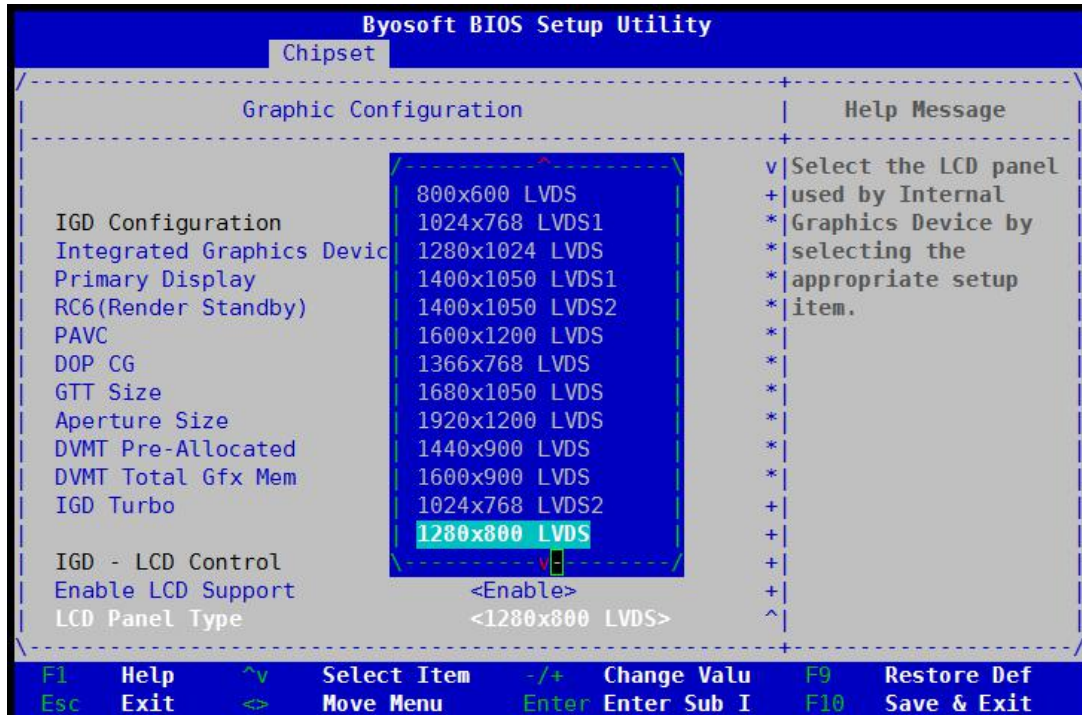 Byosoft BIOS Setup Utility
Chipset
Graphic Configuration
Help Message
IGD Configuration
Integrated Graphics Devic
Primary Display
RC6(Render Standby)
PAVC
DOP CG
GTT Size
Aperture Size
DVMT Pre-Allocated
DVMT Total Gfx Mem
IGD Turbo
IGD - LCD Control
Enable LCD Support <Enable>
LCD Panel Type <1280x800 LVDS>
800x600 LVDS
1024x768 LVDS1
1280x1024 LVDS
1400x1050 LVDS1
1400x1050 LVDS2
1600x1200 LVDS
1366x768 LVDS
1680x1050 LVDS
1920x1200 LVDS
1440x900 LVDS
1600x900 LVDS
1024x768 LVDS2
1280x800 LVDS
Select the LCD panel
used by Internal
Graphics Device by
selecting the
appropriate setup
item.
F1 Help ^v Select Item -/+ Change Valu F9 Restore Def
Esc Exit <> Move Menu Enter Enter Sub I F10 Save & Exit